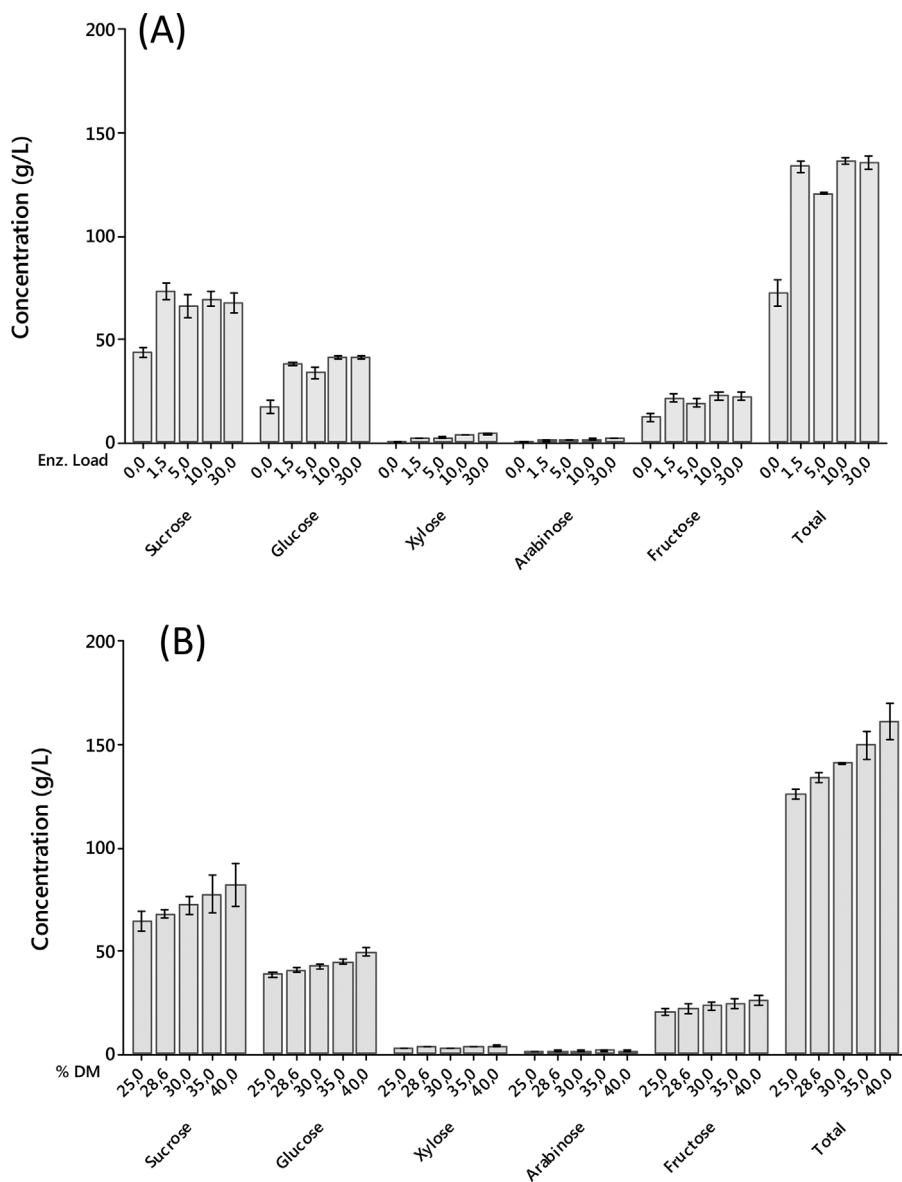 (A)
200
150
100
50
0
Concentration (g/L)
Enz. Load
0,0 1,5 5,0 10,0 30,0 0,0 1,5 5,0 10,0 30,0 0,0 1,5 5,0 10,0 30,0 0,0 1,5 5,0 10,0 30,0 0,0 1,5 5,0 10,0 30,0 0,0 1,5 5,0 10,0 30,0
Sucrose Glucose Xylose Arabinose Fructose Total
(B)
200
150
100
50
0
Concentration (g/L)
% DM
25,0 28,6 30,0 35,0 40,0 25,0 28,6 30,0 35,0 40,0 25,0 28,6 30,0 35,0 40,0 25,0 28,6 30,0 35,0 40,0 25,0 28,6 30,0 35,0 40,0 25,0 28,6 30,0 35,0 40,0
Sucrose Glucose Xylose Arabinose Fructose Total